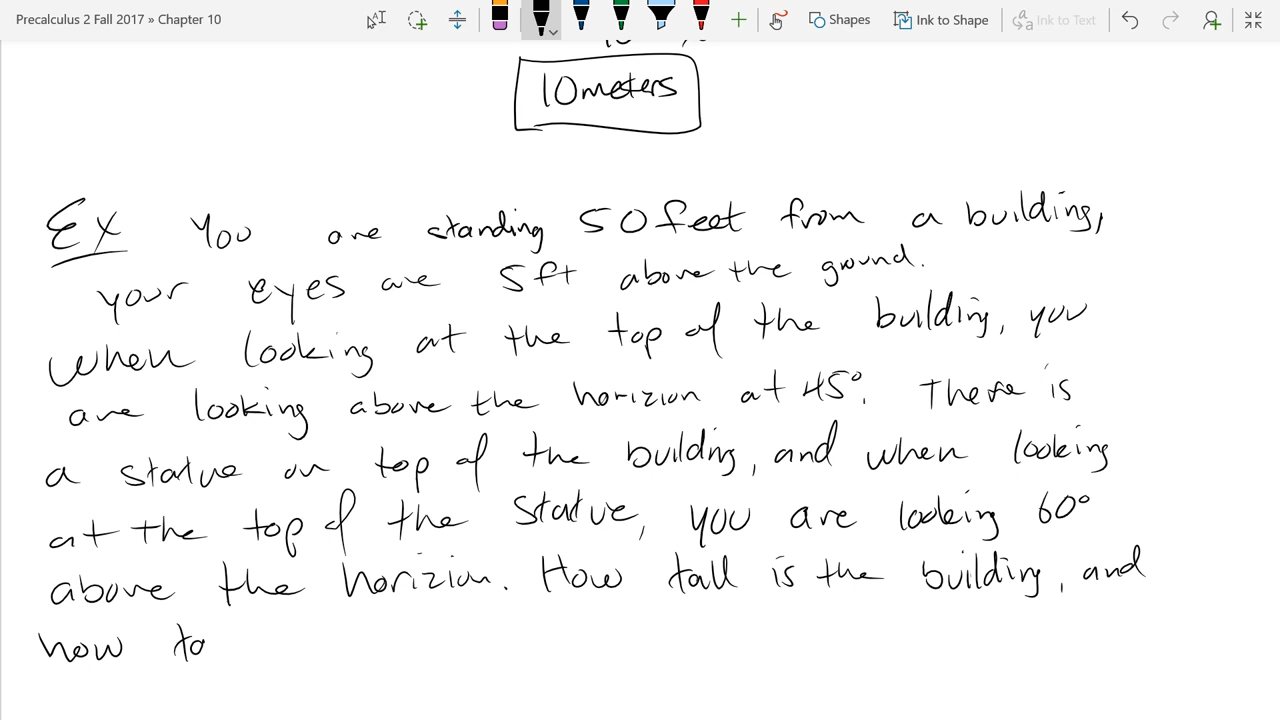 Precalculus 2 Fall 2017 » Chapter 10
Shapes
Ink to Shape
Ink to Text
10meters
Ex You are standing 50feet from a building,
your eyes are 5ft above the ground.
When looking at the top of the building, you
are looking above the horizion at 45°. There is
a statue on top of the building, and when looking
at the top of the statue, you are looking 60°
above the horizion. How tall is the building, and
how ta